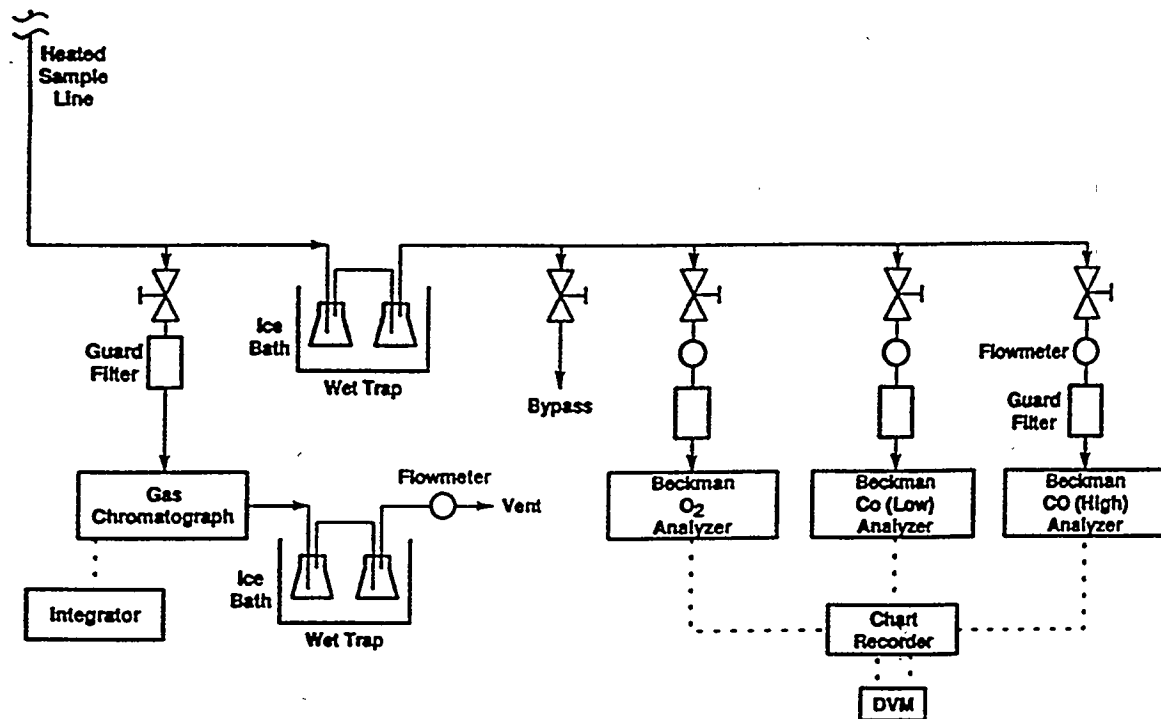 Heated
Sample
Line
Guard
Filter
Ice
Bath
Wet Trap
Bypass
Flowmeter
Guard
Filter
Gas
Chromatograph
Flowmeter
Vent
Beckman
O2
Analyzer
Beckman
Co (Low)
Analyzer
Beckman
CO (High)
Analyzer
Integrator
Ice
Bath
Wet Trap
Chart
Recorder
DVM